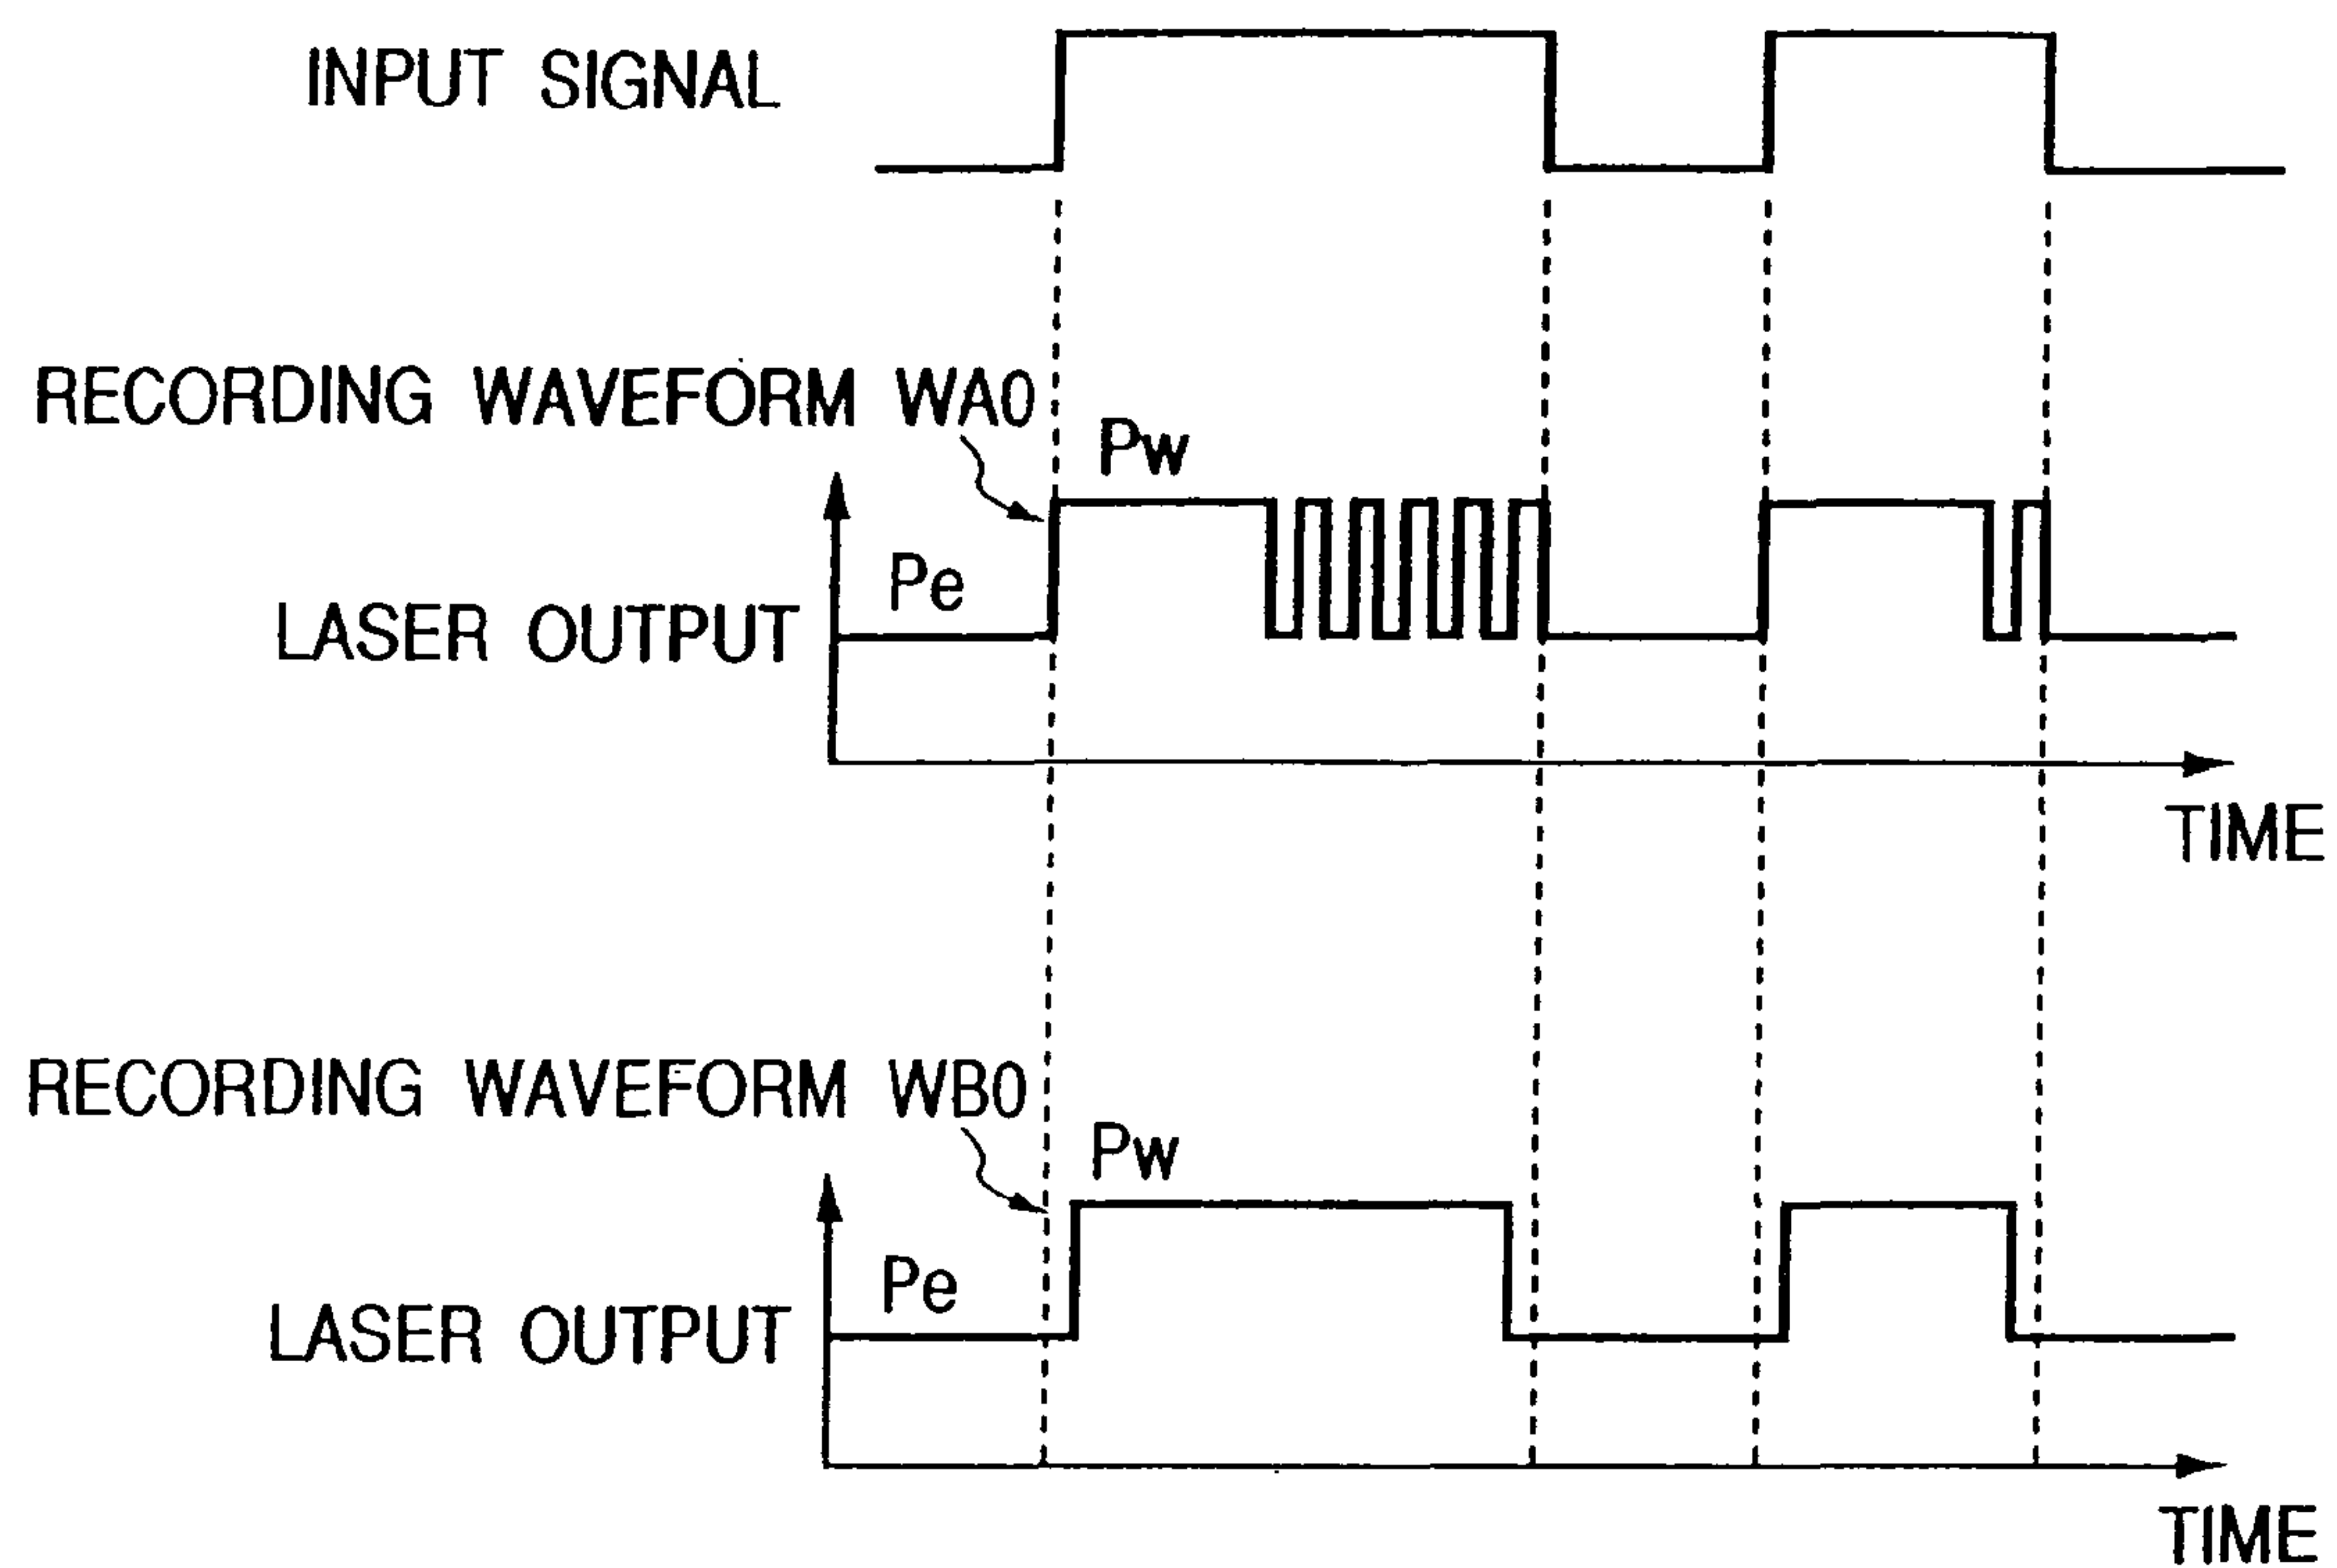 INPUT SIGNAL
RECORDING WAVEFORM WA0
Pw
Pe
LASER OUTPUT
TIME
RECORDING WAVEFORM WB0
Pw
Pe
LASER OUTPUT
TIME